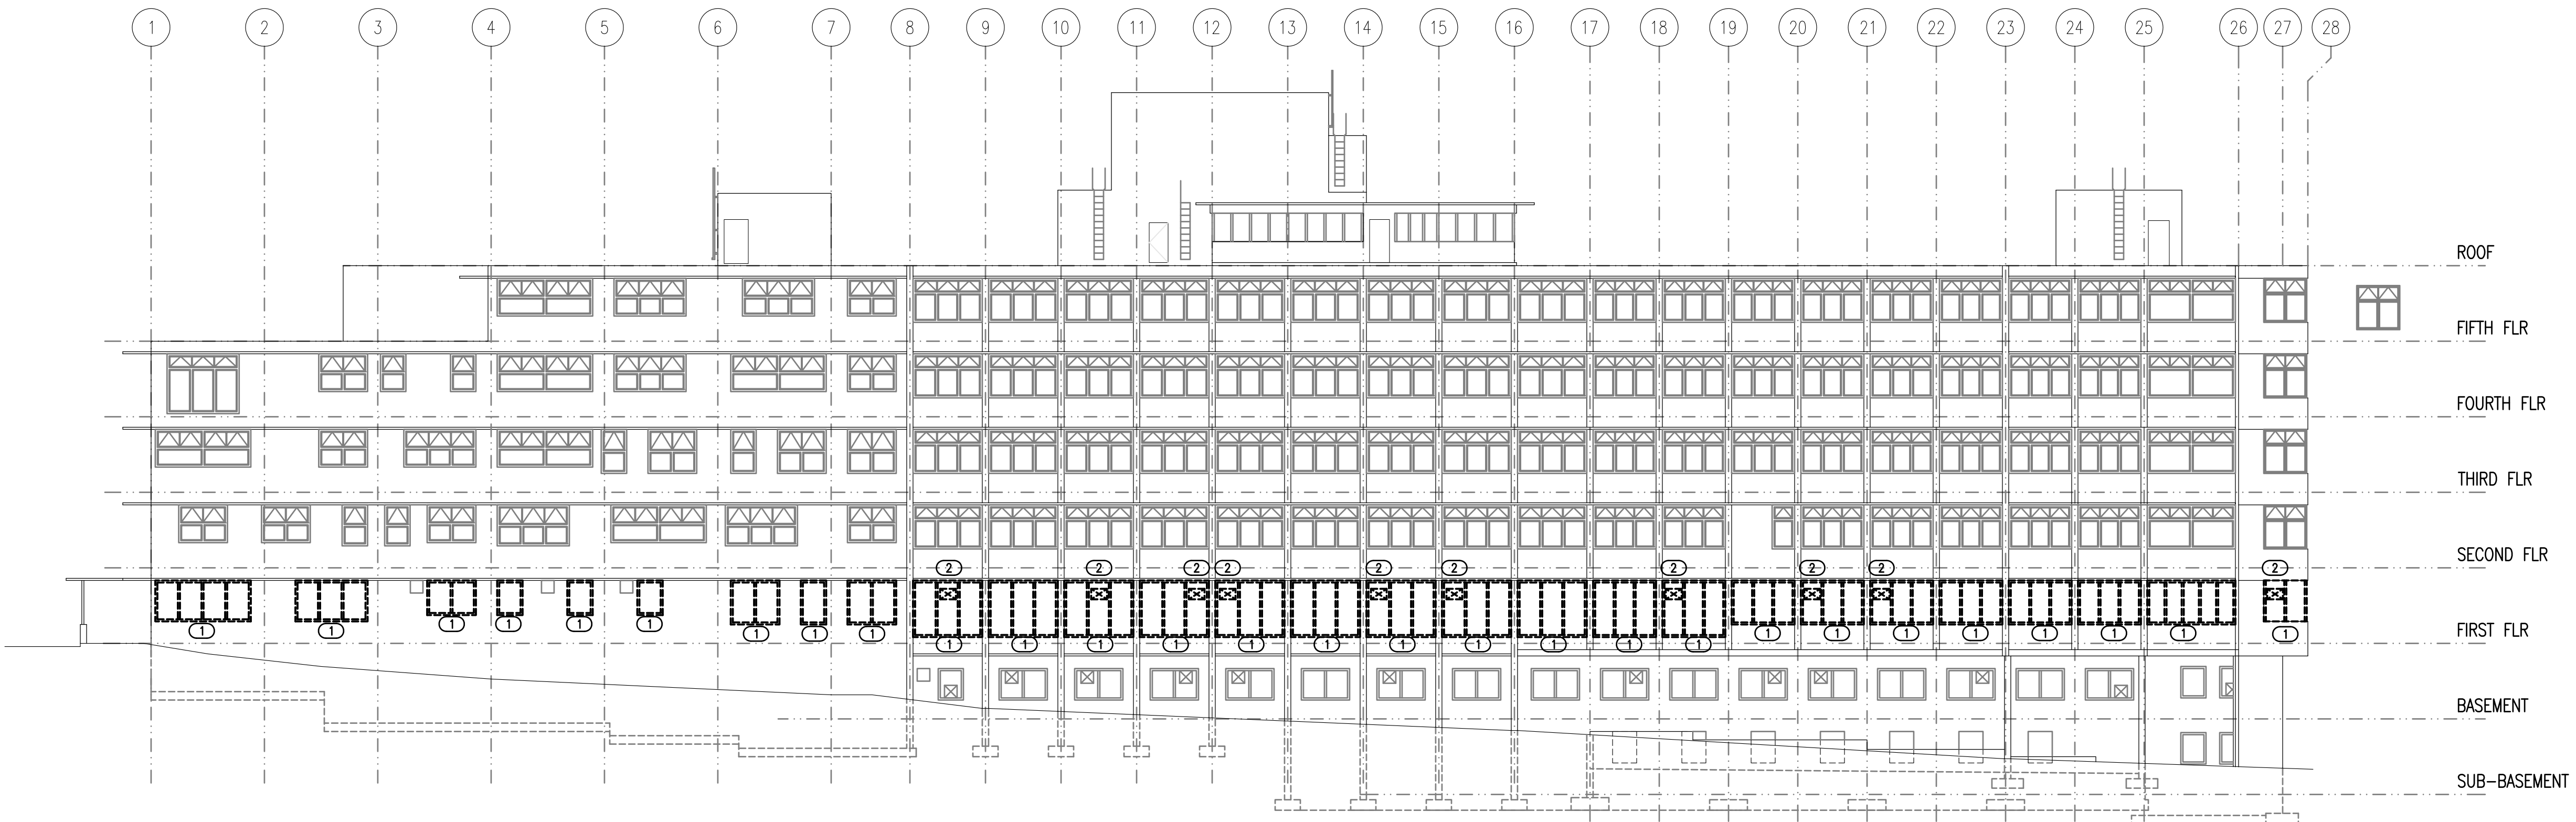 1 2 3 4 5 6 7 8 9 10 11 12 13 14 15 16 17 18 19 20 21 22 23 24 25 26 27 28
ROOF
FIFTH FLR
FOURTH FLR
THIRD FLR
SECOND FLR
2 2 2 2 2 2 2 2 2 2
1 1 1 1 1 1 1 1 1 1 1 1 1 1 1 1 1 1 1 1 1 1 1 1 1 1 1 1
FIRST FLR
BASEMENT
SUB-BASEMENT